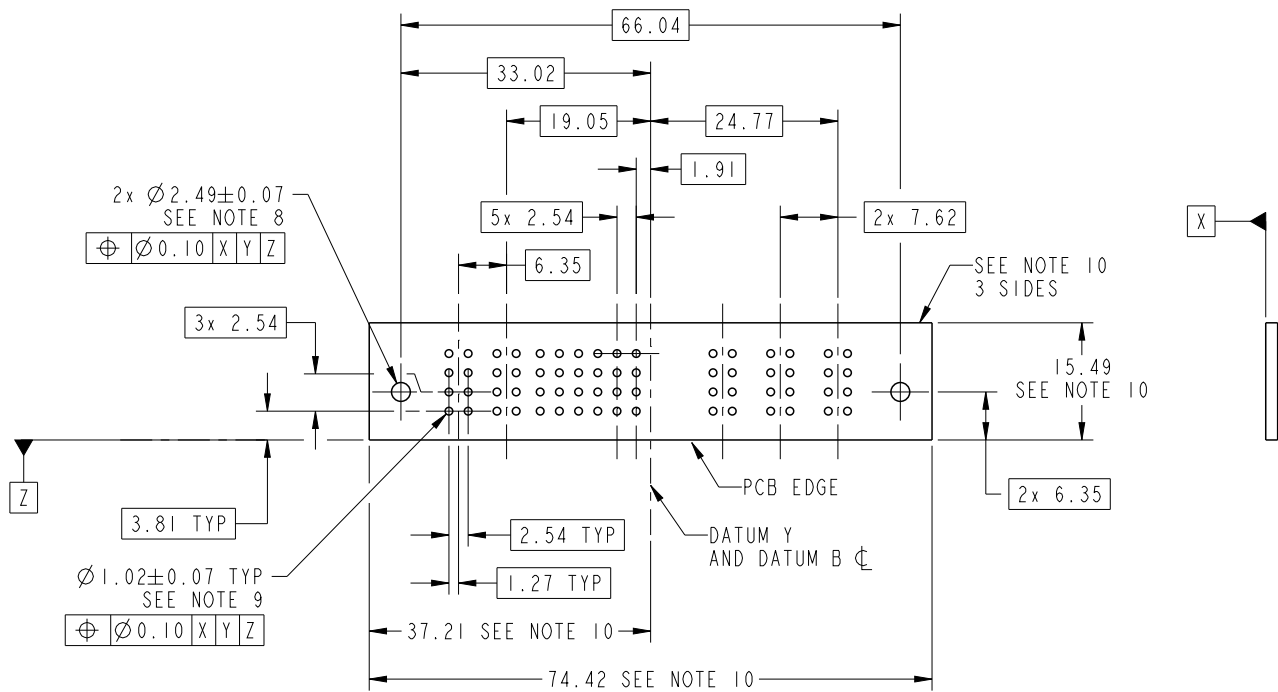 66.04
33.02
19.05
24.77
1.91
2x Ø2.49±0.07
SEE NOTE 8
⌖ Ø0.10 X Y Z
5x 2.54
2x 7.62
X
6.35
SEE NOTE 10
3 SIDES
3x 2.54
15.49
SEE NOTE 10
Z
PCB EDGE
2x 6.35
3.81 TYP
2.54 TYP
DATUM Y
AND DATUM B ℄
Ø1.02±0.07 TYP
SEE NOTE 9
⌖ Ø0.10 X Y Z
1.27 TYP
37.21 SEE NOTE 10
74.42 SEE NOTE 10